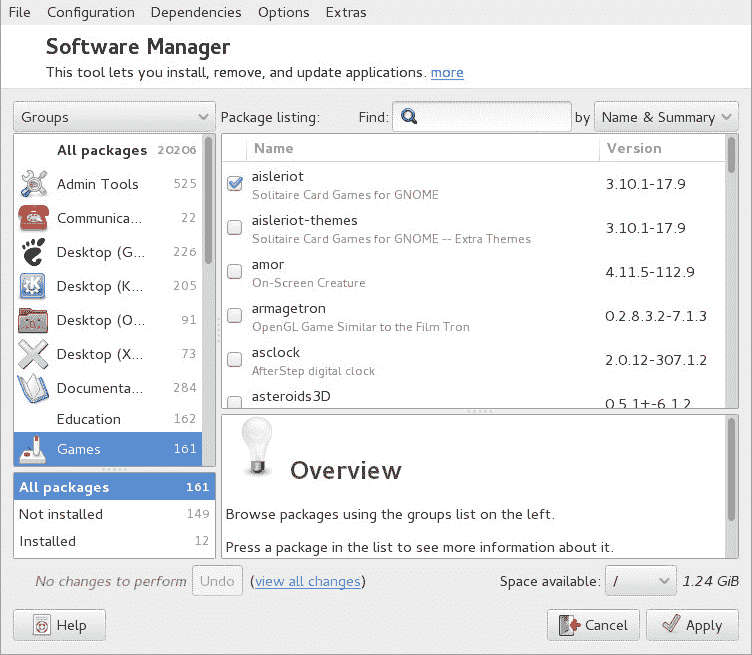 File Configuration Dependencies Options Extras
Software Manager
This tool lets you install, remove, and update applications. more
Groups
Package listing: Find: by Name & Summary
All packages 20206
Admin Tools 525
Communica... 22
Desktop (G... 226
Desktop (K... 205
Desktop (O... 91
Desktop (X... 73
Documenta... 284
Education 162
Games 161
All packages 161
Not installed 149
Installed 12
Name Version
aisleriot 3.10.1-17.9
Solitaire Card Games for GNOME
aisleriot-themes 3.10.1-17.9
Solitaire Card Games for GNOME -- Extra Themes
amor 4.11.5-112.9
On-Screen Creature
armagetron 0.2.8.3.2-7.1.3
OpenGL Game Similar to the Film Tron
asclock 2.0.12-307.1.2
AfterStep digital clock
asteroids3D 0.5.1+-6.1.2
Overview
Browse packages using the groups list on the left.
Press a package in the list to see more information about it.
No changes to perform Undo (view all changes) Space available: / 1.24 GiB
Help Cancel Apply